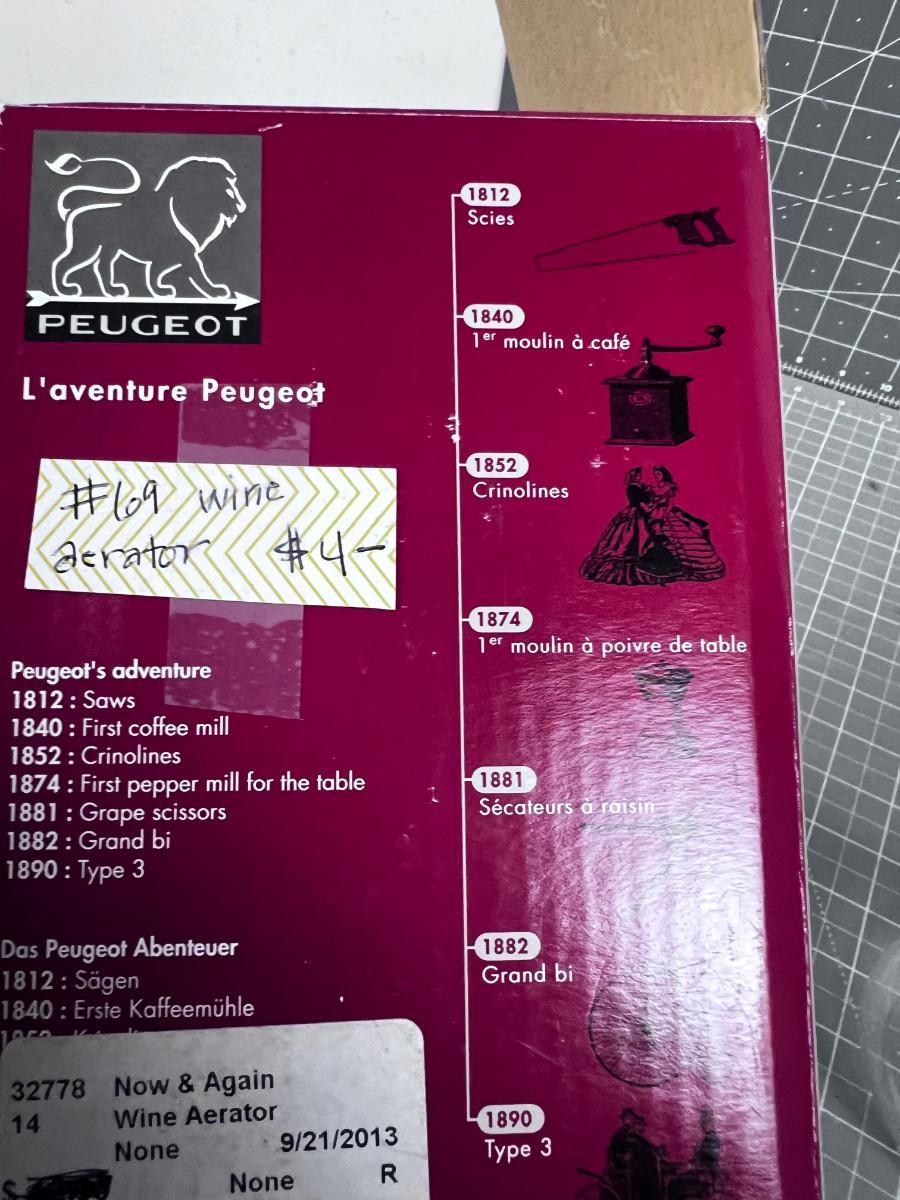 PEUGEOT
L'aventure Peugeot
#69 wine
aerator $4-
Peugeot's adventure
1812 : Saws
1840 : First coffee mill
1852 : Crinolines
1874 : First pepper mill for the table
1881 : Grape scissors
1882 : Grand bi
1890 : Type 3
Das Peugeot Abenteuer
1812 : Sägen
1840 : Erste Kaffeemühle
32778 Now & Again
14 Wine Aerator
None 9/21/2013
$ None R
1812
Scies
1840
1er moulin à café
1852
Crinolines
1874
1er moulin à poivre de table
1881
Sécateurs à raisin
1882
Grand bi
1890
Type 3